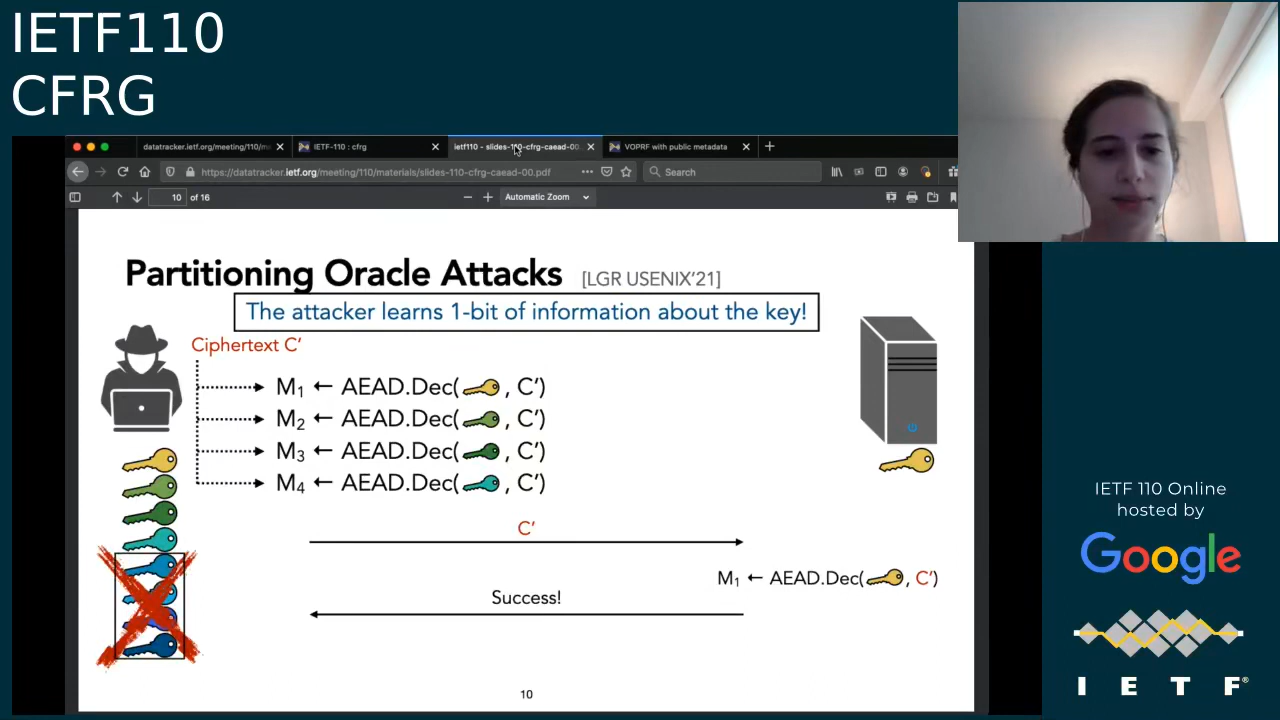 IETF110
CFRG
datatracker.ietf.org/meeting/110/m
IETF-110 : cfrg
ietf110 - slides-110-cfrg-caead-00.
VOPRF with public metadata
https://datatracker.ietf.org/meeting/110/materials/slides-110-cfrg-caead-00.pdf
Search
10 of 16
Automatic Zoom
Partitioning Oracle Attacks [LGR USENIX'21]
The attacker learns 1-bit of information about the key!
Ciphertext C'
M₁ ← AEAD.Dec( , C')
M₂ ← AEAD.Dec( , C')
M₃ ← AEAD.Dec( , C')
M₄ ← AEAD.Dec( , C')
C'
M₁ ← AEAD.Dec( , C')
Success!
10
IETF 110 Online
hosted by
Google
IETF®